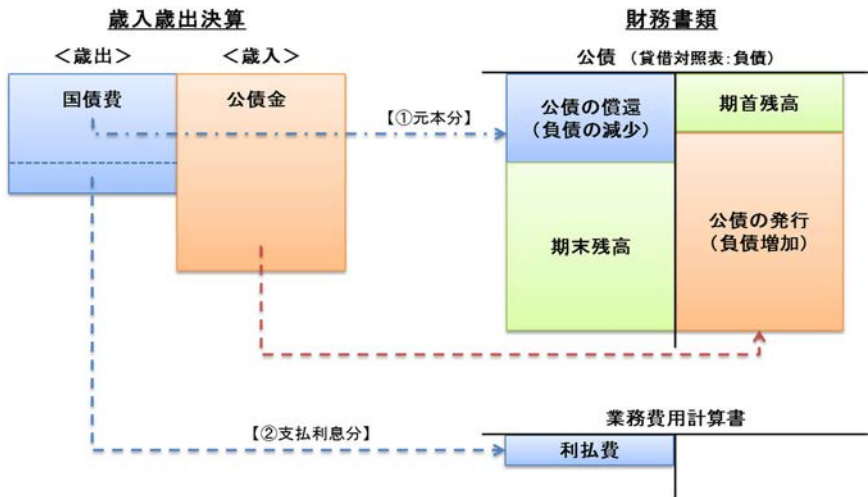 歳入歳出決算
財務書類
＜歳出＞
＜歳入＞
公債（貸借対照表：負債）
国債費
公債金
【①元本分】
公債の償還
（負債の減少）
期首残高
期末残高
公債の発行
（負債増加）
【②支払利息分】
業務費用計算書
利払費